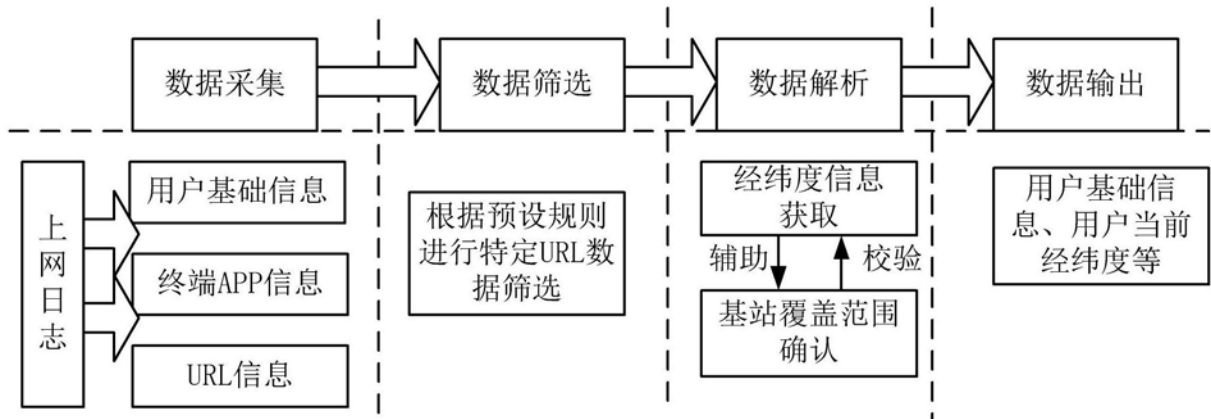 数据采集
数据筛选
数据解析
数据输出
上
网
日
志
用户基础信息
终端APP信息
URL信息
根据预设规则
进行特定URL数
据筛选
经纬度信息
获取
辅助
校验
基站覆盖范围
确认
用户基础信
息、用户当前
经纬度等